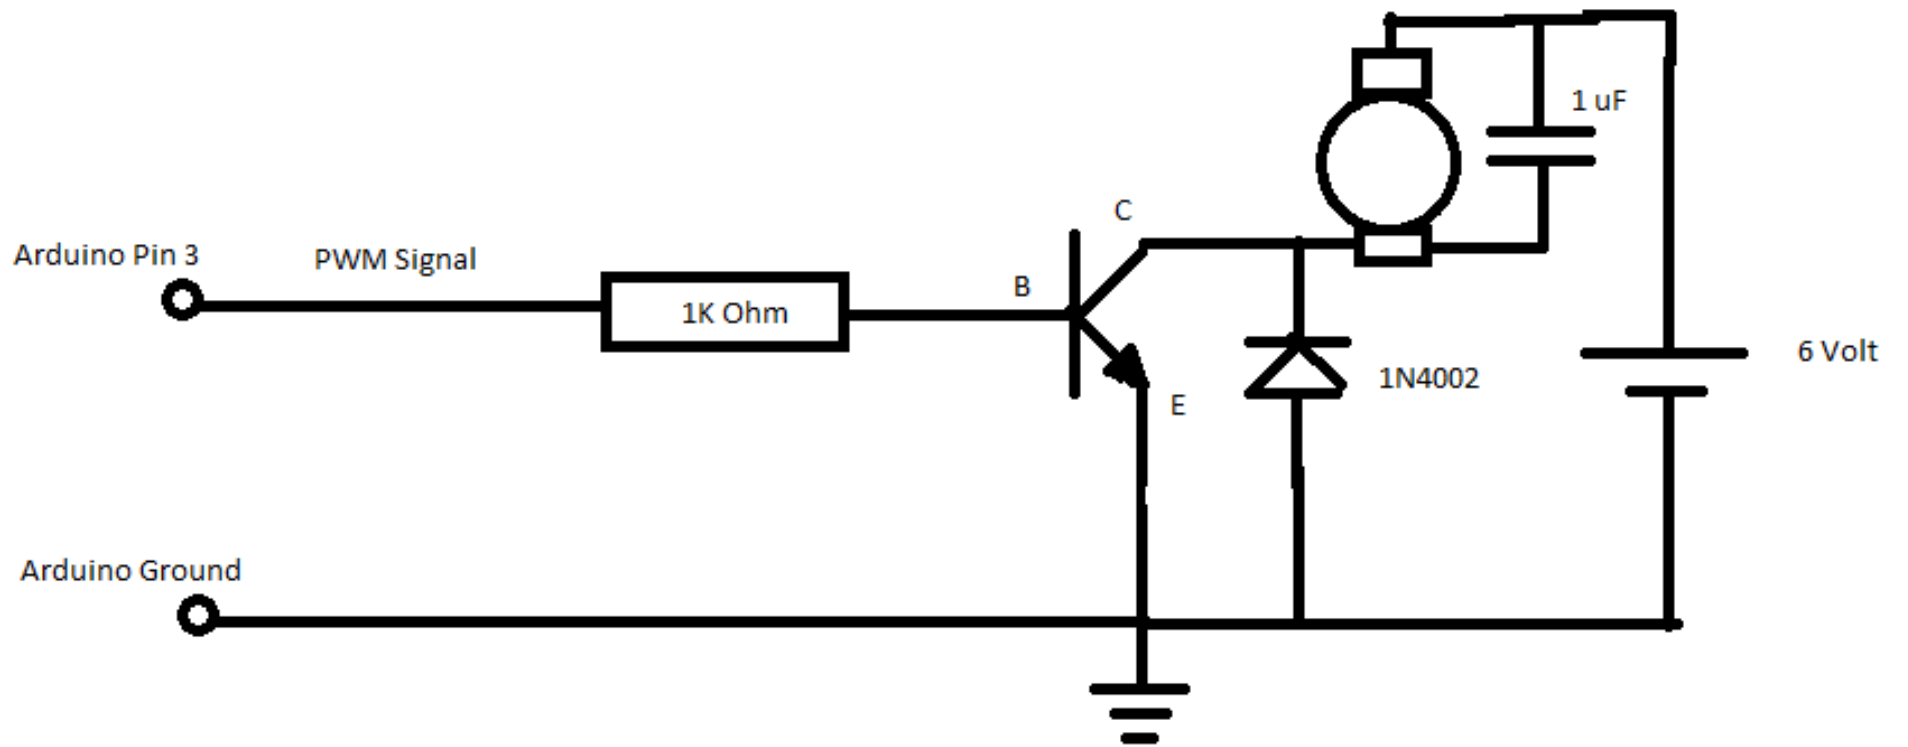 1 uF
C
Arduino Pin 3
PWM Signal
B
1K Ohm
6 Volt
1N4002
E
Arduino Ground